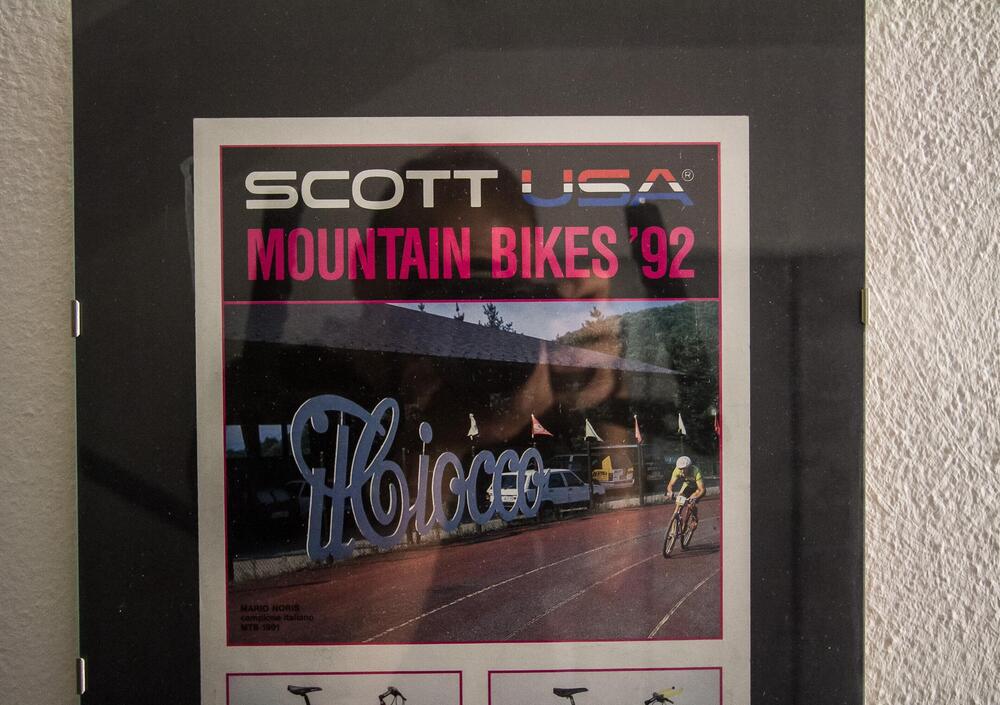 SCOTT USA®
MOUNTAIN BIKES '92
Il Ciocco
MARIO NORIS
campione italiano
MTB 1991